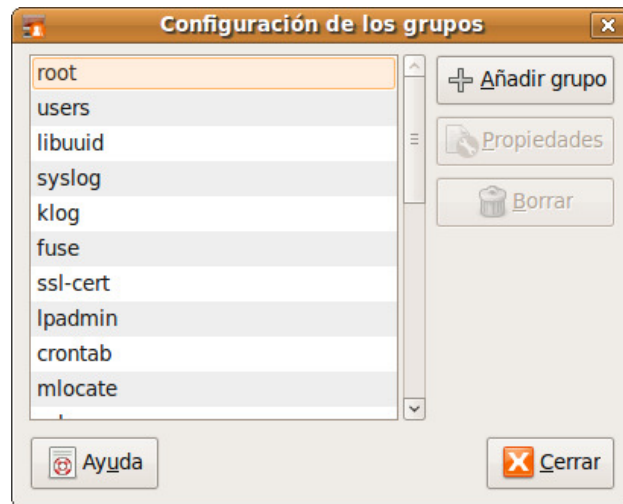 Configuración de los grupos
root
users
libuuid
syslog
klog
fuse
ssl-cert
lpadmin
crontab
mlocate
Añadir grupo
Propiedades
Borrar
Ayuda
Cerrar